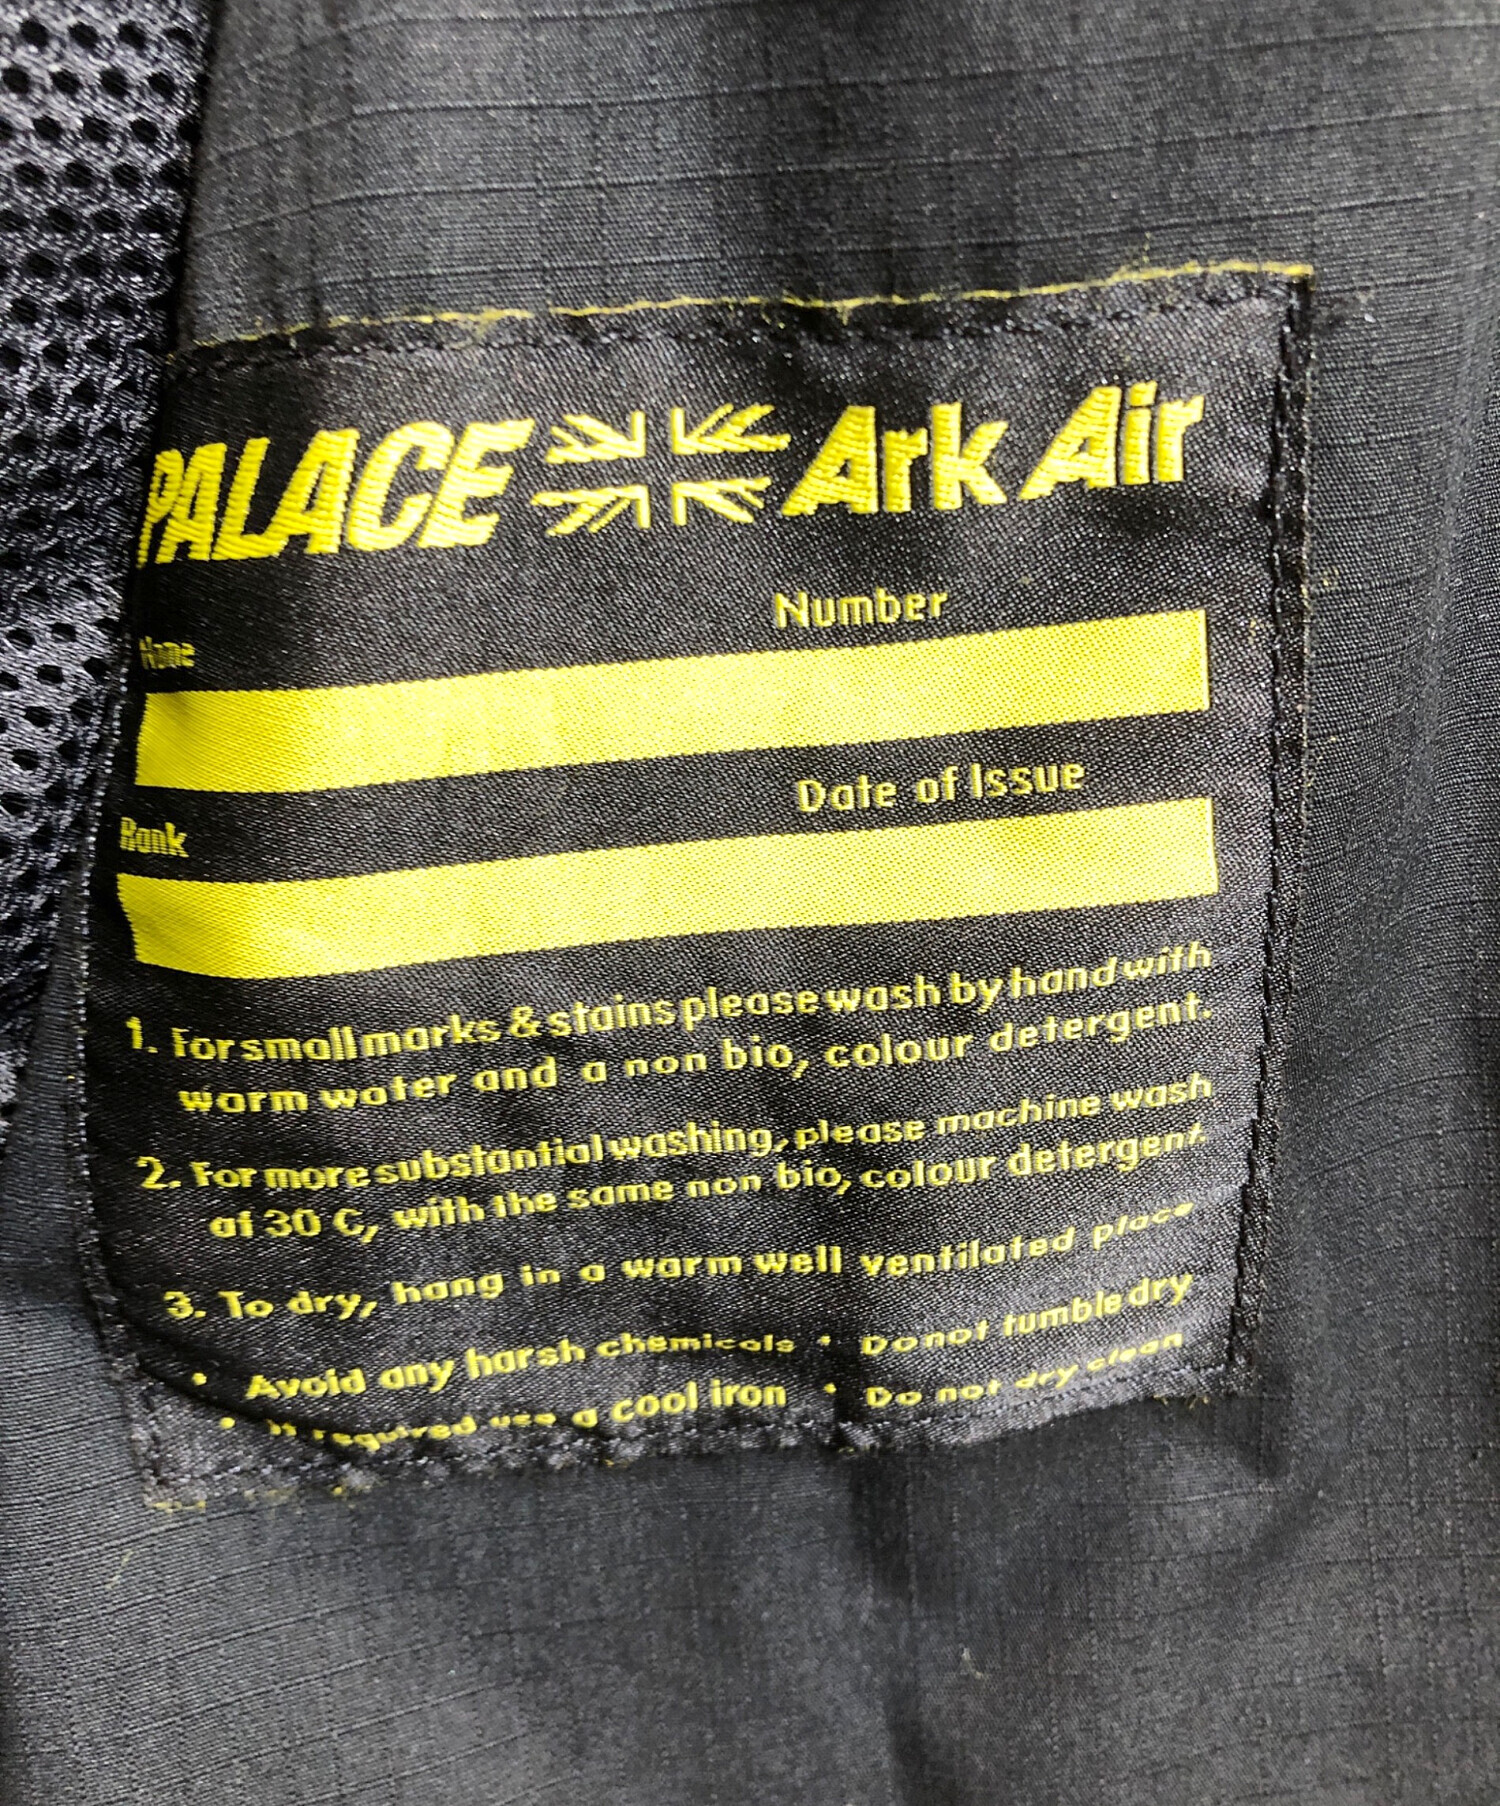 PALACE Ark Air
Name Number
Rank Date of Issue
1. For small marks & stains please wash by hand with
warm water and a non bio, colour detergent.
2. For more substantial washing, please machine wash
at 30 C, with the same non bio, colour detergent.
3. To dry, hang in a warm well ventilated place
• Avoid any harsh chemicals • Do not tumble dry
• If required use a cool iron • Do not dry clean